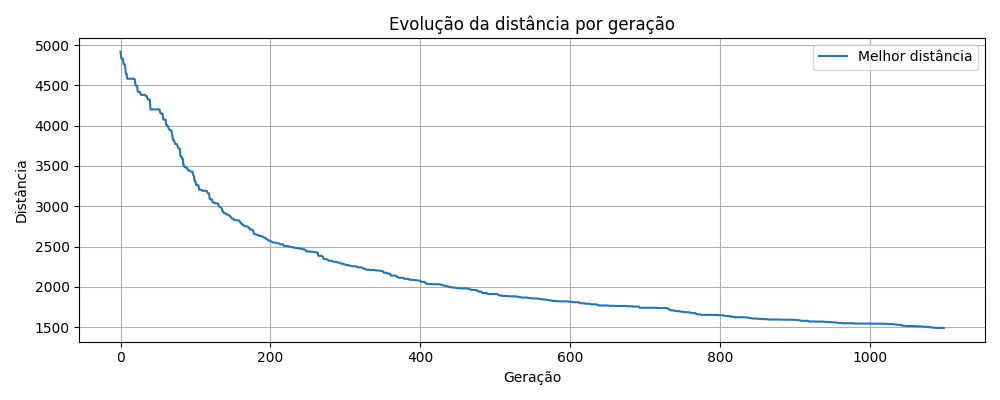 Evolução da distância por geração
Melhor distância
Distância
5000
4500
4000
3500
3000
2500
2000
1500
0 200 400 600 800 1000
Geração